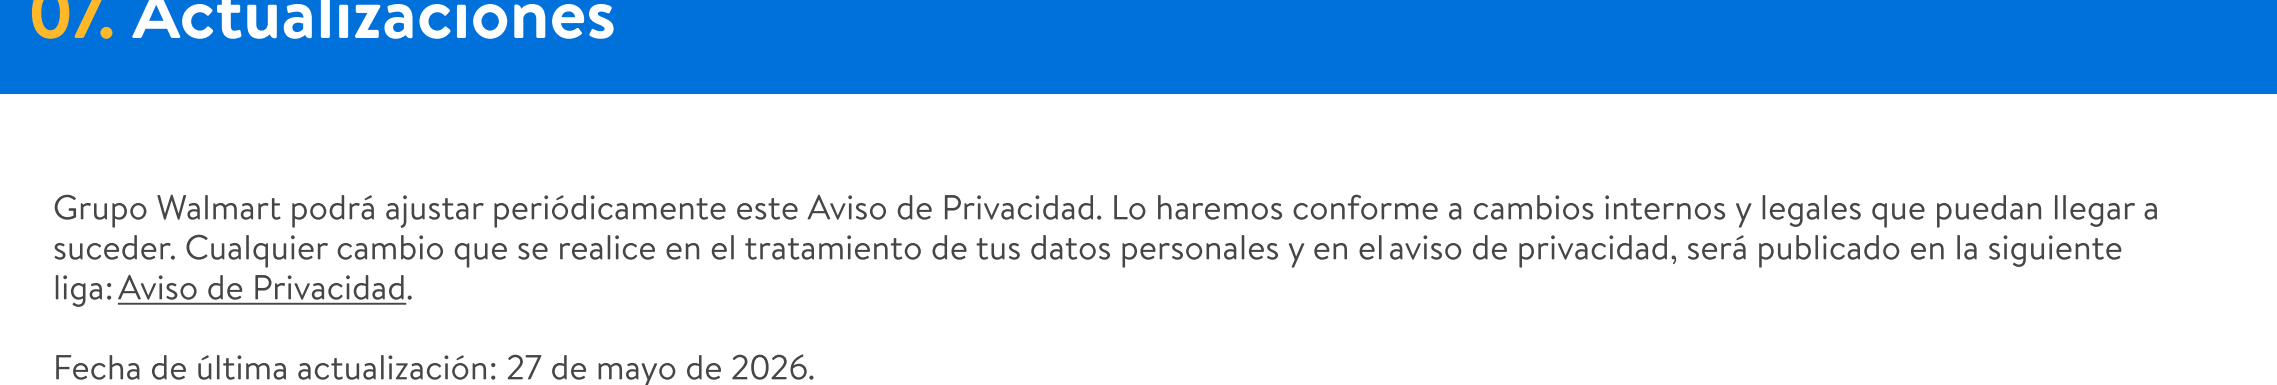 07. Actualizaciones
Grupo Walmart podrá ajustar periódicamente este Aviso de Privacidad. Lo haremos conforme a cambios internos y legales que puedan llegar a
suceder. Cualquier cambio que se realice en el tratamiento de tus datos personales y en el aviso de privacidad, será publicado en la siguiente
liga: Aviso de Privacidad.
Fecha de última actualización: 27 de mayo de 2026.